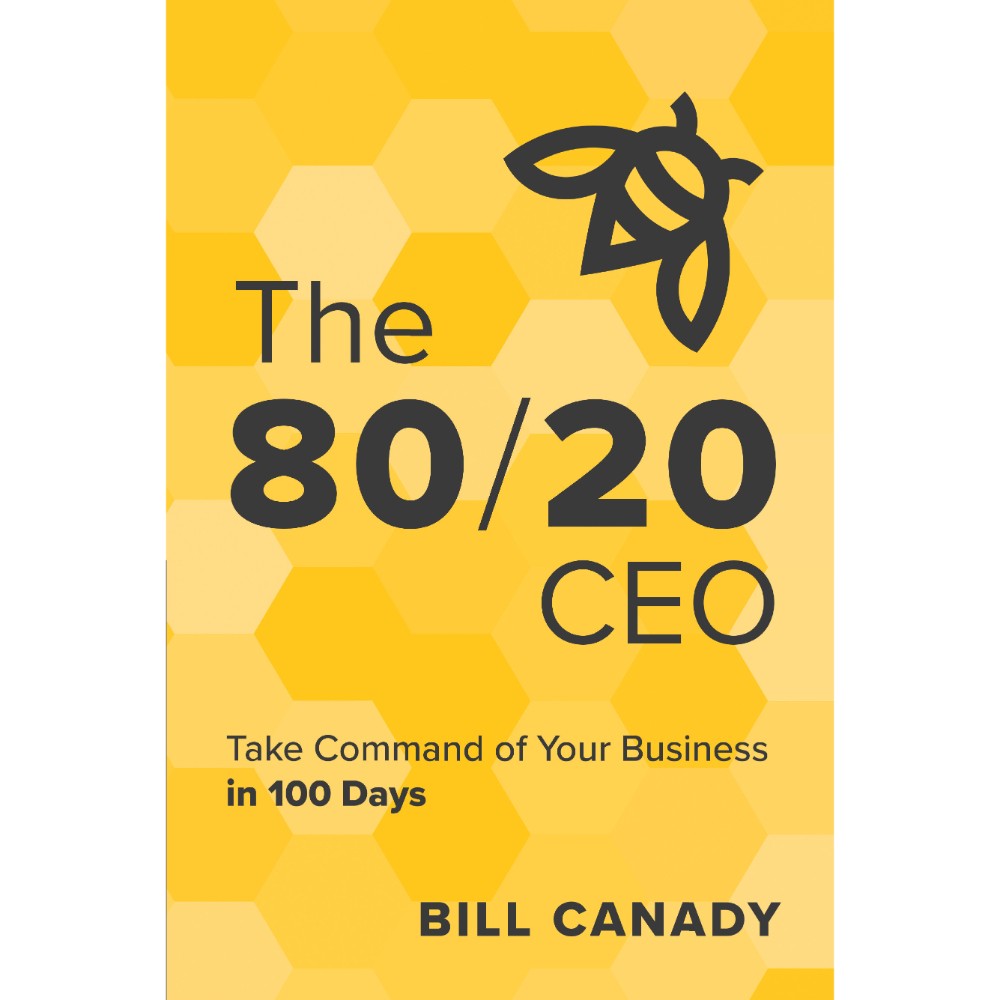 The
80/20
CEO
Take Command of Your Business
in 100 Days
BILL CANADY